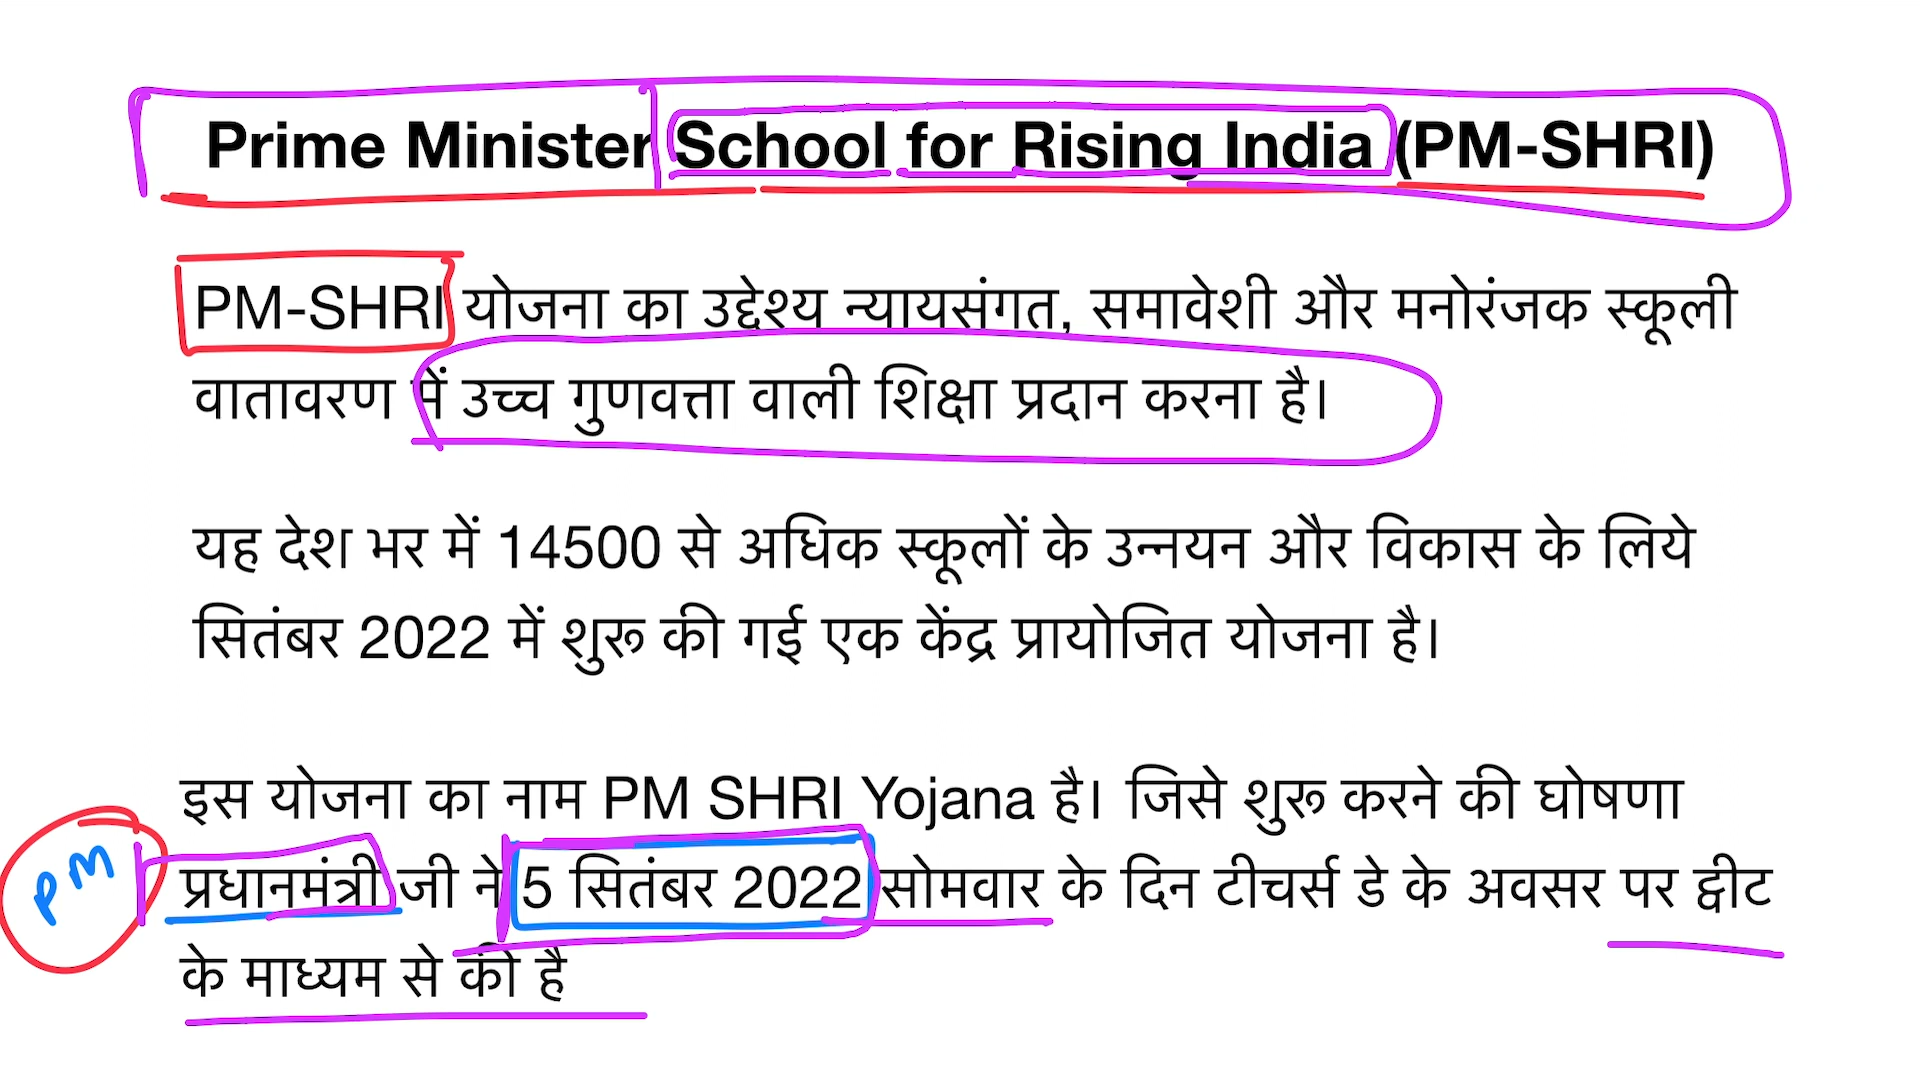 Prime Minister School for Rising India (PM-SHRI)
PM-SHRI योजना का उद्देश्य न्यायसंगत, समावेशी और मनोरंजक स्कूली
वातावरण में उच्च गुणवत्ता वाली शिक्षा प्रदान करना है।
यह देश भर में 14500 से अधिक स्कूलों के उन्नयन और विकास के लिये
सितंबर 2022 में शुरू की गई एक केंद्र प्रायोजित योजना है।
इस योजना का नाम PM SHRI Yojana है। जिसे शुरू करने की घोषणा
PM
प्रधानमंत्री जी ने 5 सितंबर 2022 सोमवार के दिन टीचर्स डे के अवसर पर ट्वीट
के माध्यम से की है